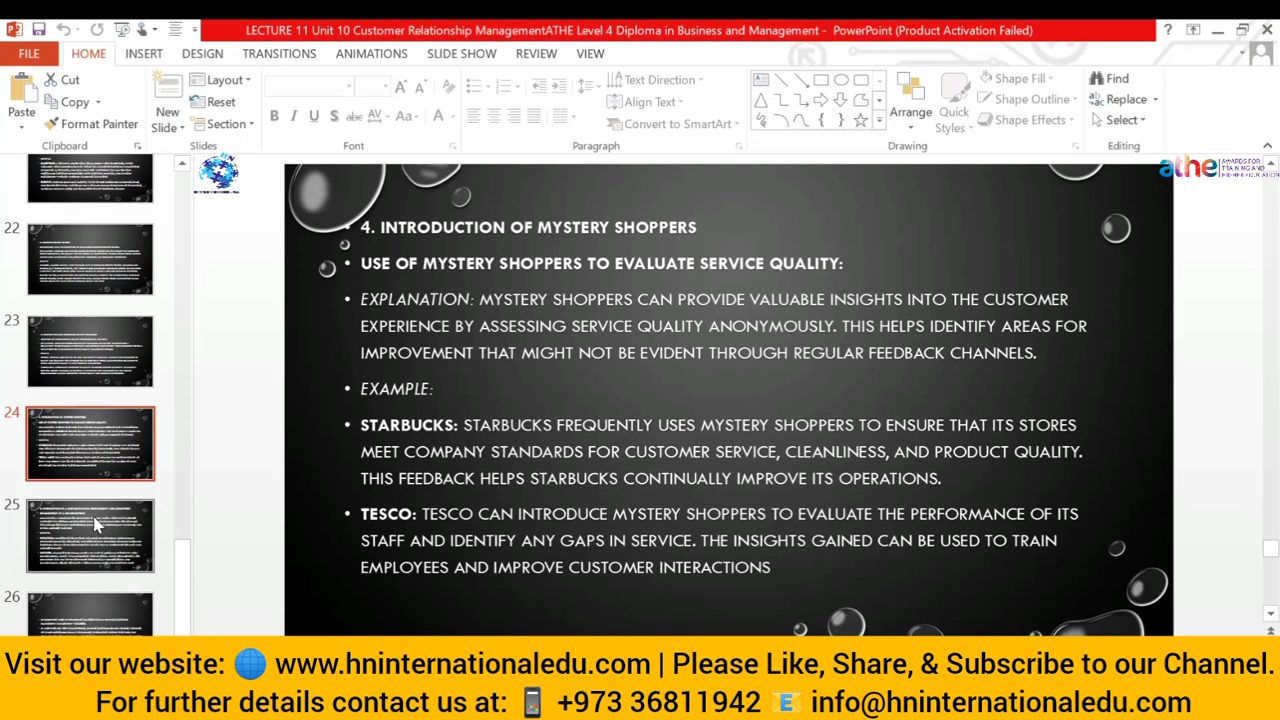 LECTURE 11 Unit 10 Customer Relationship ManagementATHE Level 4 Diploma in Business and Management - PowerPoint (Product Activation Failed)
FILE HOME INSERT DESIGN TRANSITIONS ANIMATIONS SLIDE SHOW REVIEW VIEW
Paste
Cut
Copy
Format Painter
Clipboard
New Slide
Layout
Reset
Section
Slides
Font
Text Direction
Align Text
Convert to SmartArt
Paragraph
Arrange
Quick Styles
Shape Fill
Shape Outline
Shape Effects
Drawing
Find
Replace
Select
Editing
athe AWARDS FOR TRAINING AND HIGHER EDUCATION
22
23
24
25
26
• 4. INTRODUCTION OF MYSTERY SHOPPERS
• USE OF MYSTERY SHOPPERS TO EVALUATE SERVICE QUALITY:
• EXPLANATION: MYSTERY SHOPPERS CAN PROVIDE VALUABLE INSIGHTS INTO THE CUSTOMER
EXPERIENCE BY ASSESSING SERVICE QUALITY ANONYMOUSLY. THIS HELPS IDENTIFY AREAS FOR
IMPROVEMENT THAT MIGHT NOT BE EVIDENT THROUGH REGULAR FEEDBACK CHANNELS.
• EXAMPLE:
• STARBUCKS: STARBUCKS FREQUENTLY USES MYSTERY SHOPPERS TO ENSURE THAT ITS STORES
MEET COMPANY STANDARDS FOR CUSTOMER SERVICE, CLEANLINESS, AND PRODUCT QUALITY.
THIS FEEDBACK HELPS STARBUCKS CONTINUALLY IMPROVE ITS OPERATIONS.
• TESCO: TESCO CAN INTRODUCE MYSTERY SHOPPERS TO EVALUATE THE PERFORMANCE OF ITS
STAFF AND IDENTIFY ANY GAPS IN SERVICE. THE INSIGHTS GAINED CAN BE USED TO TRAIN
EMPLOYEES AND IMPROVE CUSTOMER INTERACTIONS
Visit our website: 🌐 www.hninternationaledu.com | Please Like, Share, & Subscribe to our Channel.
For further details contact us at: 📱 +973 36811942 📧 info@hninternationaledu.com